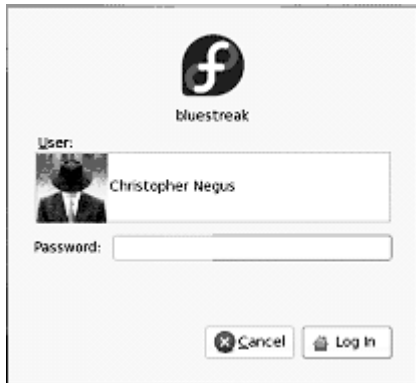 bluestreak
User:
Christopher Negus
Password:
Cancel
Log In